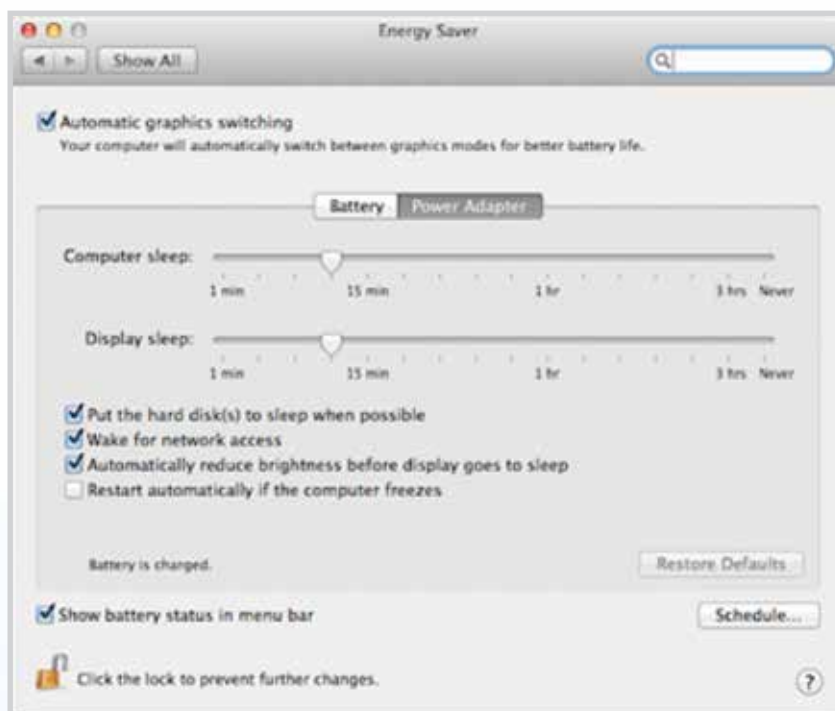 Energy Saver
Show All
Automatic graphics switching
Your computer will automatically switch between graphics modes for better battery life.
Battery Power Adapter
Computer sleep:
1 min 15 min 1 hr 3 hrs Never
Display sleep:
1 min 15 min 1 hr 3 hrs Never
Put the hard disk(s) to sleep when possible
Wake for network access
Automatically reduce brightness before display goes to sleep
Restart automatically if the computer freezes
Battery is charged.
Restore Defaults
Show battery status in menu bar
Schedule...
Click the lock to prevent further changes.
?